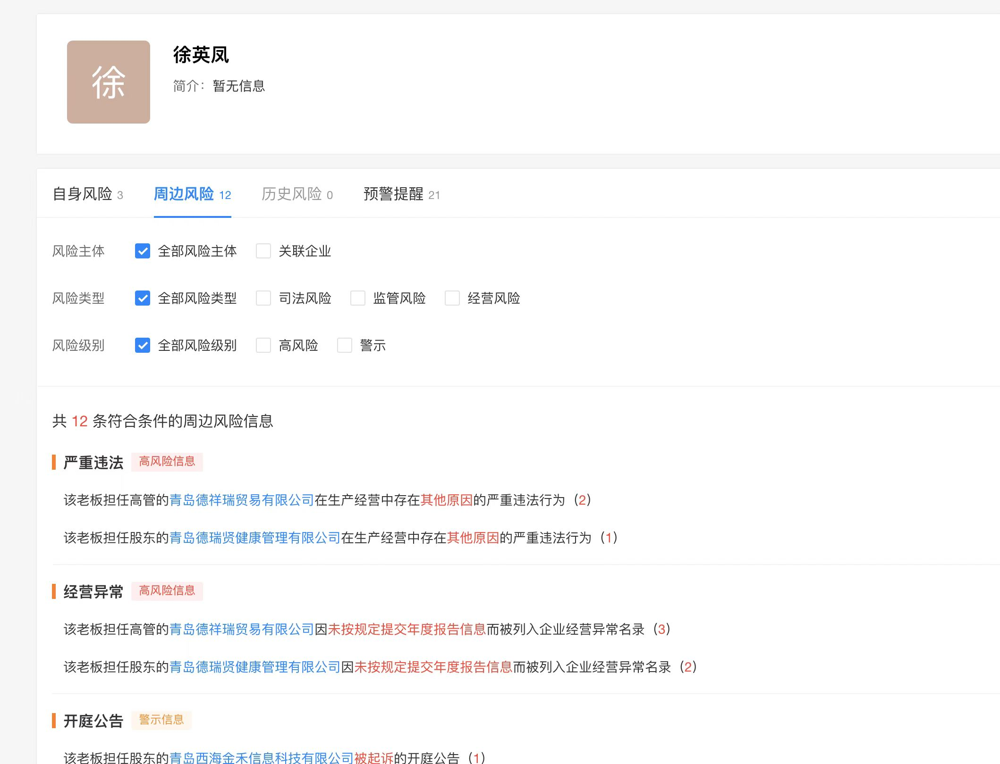 徐
徐英凤
简介：暂无信息
自身风险 3 周边风险 12 历史风险 0 预警提醒 21
风险主体 全部风险主体 关联企业
风险类型 全部风险类型 司法风险 监管风险 经营风险
风险级别 全部风险级别 高风险 警示
共 12 条符合条件的周边风险信息
严重违法 高风险信息
该老板担任高管的青岛德祥瑞贸易有限公司在生产经营中存在其他原因的严重违法行为（2）
该老板担任股东的青岛德瑞贤健康管理有限公司在生产经营中存在其他原因的严重违法行为（1）
经营异常 高风险信息
该老板担任高管的青岛德祥瑞贸易有限公司因未按规定提交年度报告信息而被列入企业经营异常名录（3）
该老板担任股东的青岛德瑞贤健康管理有限公司因未按规定提交年度报告信息而被列入企业经营异常名录（2）
开庭公告 警示信息
该老板担任股东的青岛西海金禾信息科技有限公司被起诉的开庭公告（1）